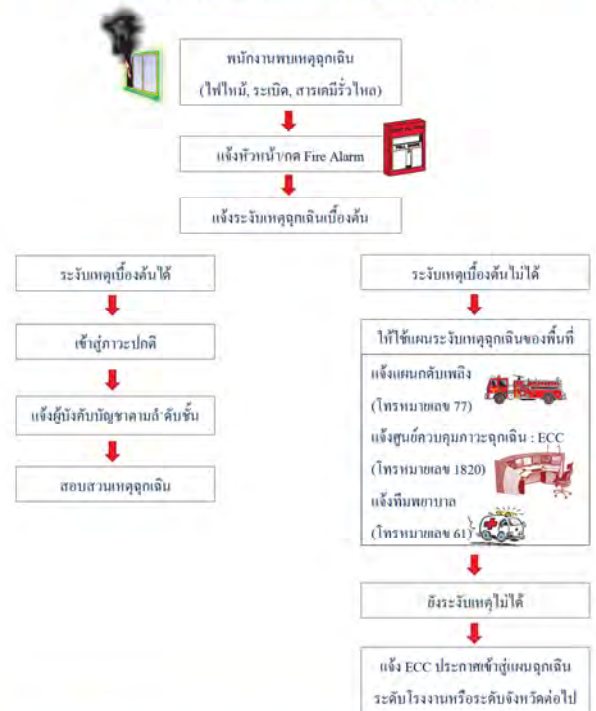 พนักงานพบเหตุฉุกเฉิน
(ไฟไหม้, ระเบิด, สารเคมีรั่วไหล)
แจ้งหัวหน้า/กด Fire Alarm
แจ้งระงับเหตุฉุกเฉินเบื้องต้น
ระงับเหตุเบื้องต้นได้
เข้าสู่ภาวะปกติ
แจ้งผู้บังคับบัญชาตามลำดับชั้น
สอบสวนเหตุฉุกเฉิน
ระงับเหตุเบื้องต้นไม่ได้
ให้ใช้แผนระงับเหตุฉุกเฉินของพื้นที่
แจ้งแผนกดับเพลิง
(โทรหมายเลข 77)
แจ้งศูนย์ควบคุมภาวะฉุกเฉิน : ECC
(โทรหมายเลข 1820)
แจ้งทีมพยาบาล
(โทรหมายเลข 61)
ยังระงับเหตุไม่ได้
แจ้ง ECC ประกาศเข้าสู่แผนฉุกเฉิน
ระดับโรงงานหรือระดับจังหวัดต่อไป